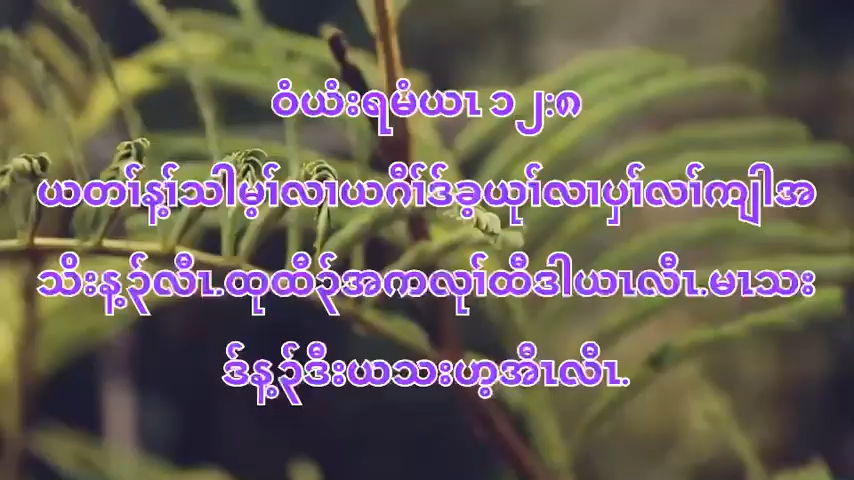 ဝံယံးရမံယၤ ၁၂:၈
ယတၢ်န့ၢ်သါမ့ၢ်လၢယဂီၢ်ဒ်ခ့ယုၢ်လၢပှၢ်လၢ်ကျါအ
သိးန့ၣ်လီၤ.ထုထီၣ်အကလုၢ်ထီဒါယၤလီၤ.မၤသး
ဒ်န့ၣ်ဒီးယသးဟ့အီၤလီၤ.